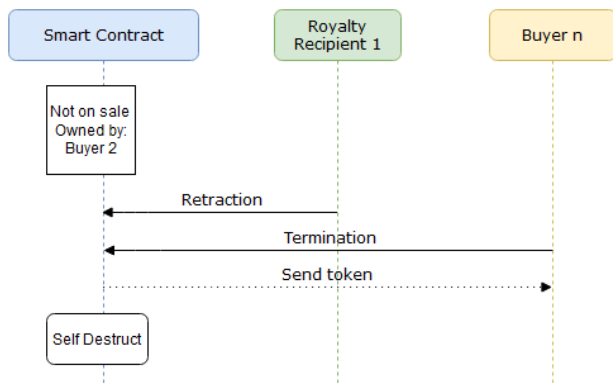 Smart Contract
Royalty
Recipient 1
Buyer n
Not on sale
Owned by:
Buyer 2
Retraction
Termination
Send token
Self Destruct